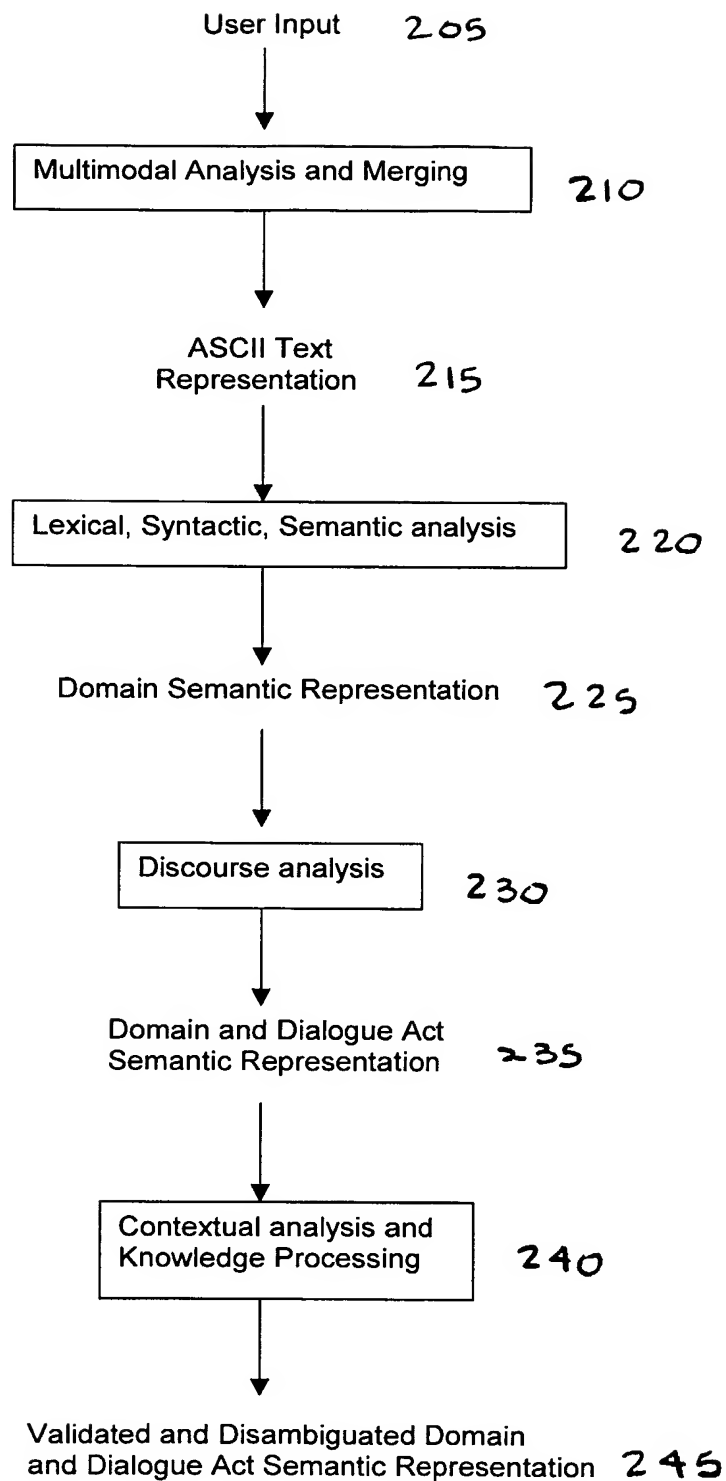 User Input 205
Multimodal Analysis and Merging 210
ASCII Text
Representation 215
Lexical, Syntactic, Semantic analysis 220
Domain Semantic Representation 225
Discourse analysis 230
Domain and Dialogue Act
Semantic Representation 235
Contextual analysis and
Knowledge Processing 240
Validated and Disambiguated Domain
and Dialogue Act Semantic Representation 245